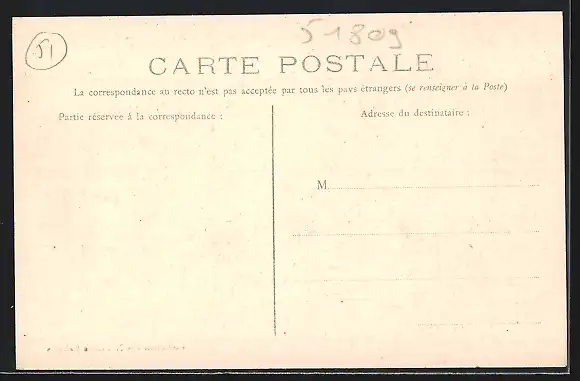 51809
51
CARTE POSTALE
La correspondance au recto n'est pas acceptée par tous les pays étrangers (se renseigner à la Poste)
Partie réservée à la correspondance :
Adresse du destinataire :
M.